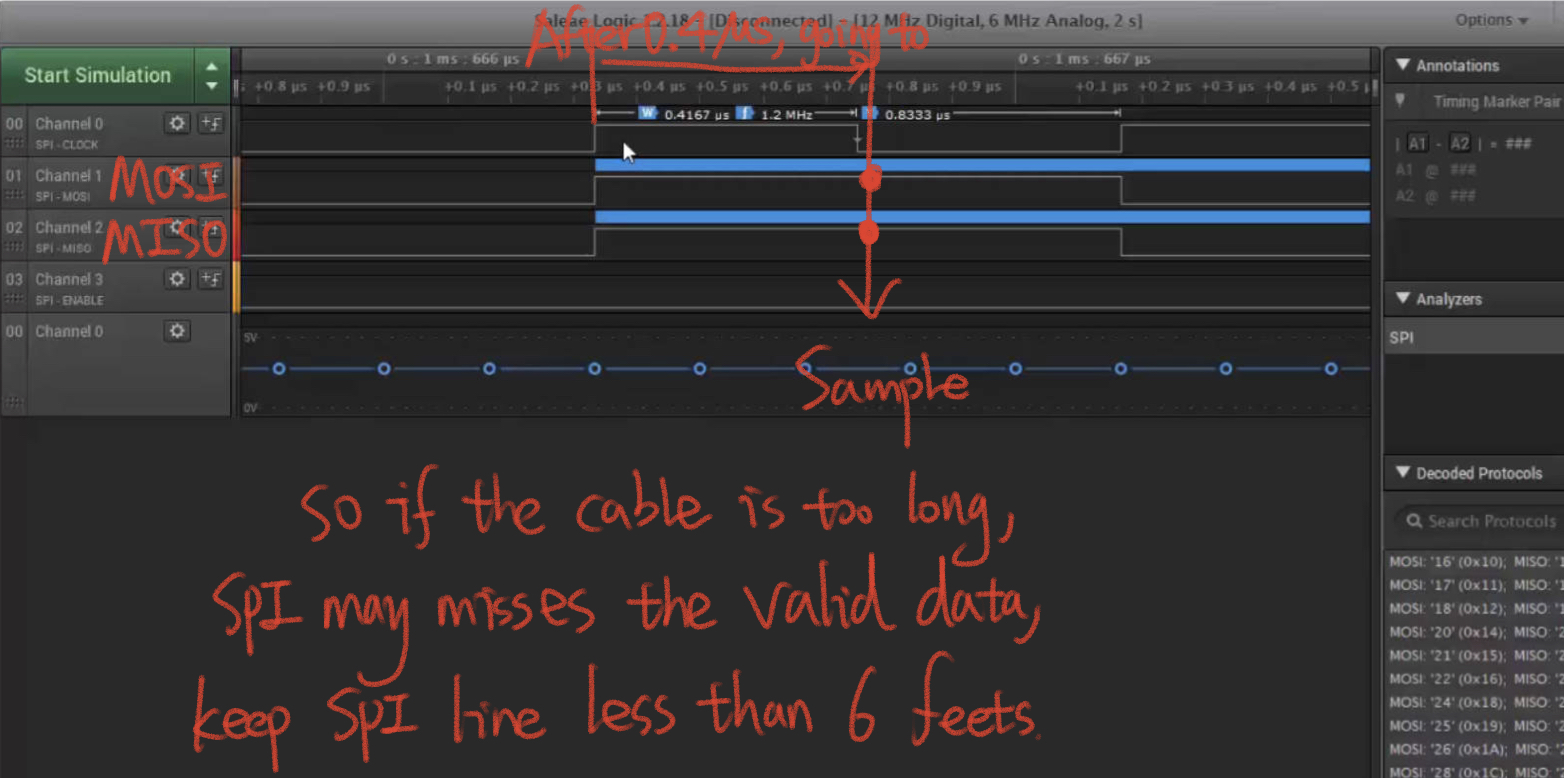 Saleae Logic 1.2.18 - [Disconnected] - [12 MHz Digital, 6 MHz Analog, 2 s]
Options
After 0.4 µs, going to
Start Simulation
0 s : 1 ms : 666 µs
0 s : 1 ms : 667 µs
+0.8 µs +0.9 µs +0.1 µs +0.2 µs +0.3 µs +0.4 µs +0.5 µs +0.6 µs +0.7 µs +0.8 µs +0.9 µs +0.1 µs +0.2 µs +0.3 µs +0.4 µs +0.5
W 0.4167 µs f 1.2 MHz 0.8333 µs
00 Channel 0
SPI - CLOCK
01 Channel 1
SPI - MOSI
MOSI
02 Channel 2
SPI - MISO
MISO
03 Channel 3
SPI - ENABLE
00 Channel 0
5V
0V
Sample
So if the cable is too long,
SPI may misses the valid data,
keep SPI line less than 6 feets.
Annotations
Timing Marker Pair
| A1 - A2 | = ###
A1 @ ###
A2 @ ###
Analyzers
SPI
Decoded Protocols
Search Protocols
MOSI: '16' (0x10); MISO: '1
MOSI: '17' (0x11); MISO: '1
MOSI: '18' (0x12); MISO: '1
MOSI: '20' (0x14); MISO: '2
MOSI: '21' (0x15); MISO: '2
MOSI: '22' (0x16); MISO: '2
MOSI: '24' (0x18); MISO: '2
MOSI: '25' (0x19); MISO: '2
MOSI: '26' (0x1A); MISO: '2
MOSI: '28' (0x1C); MISO: '2